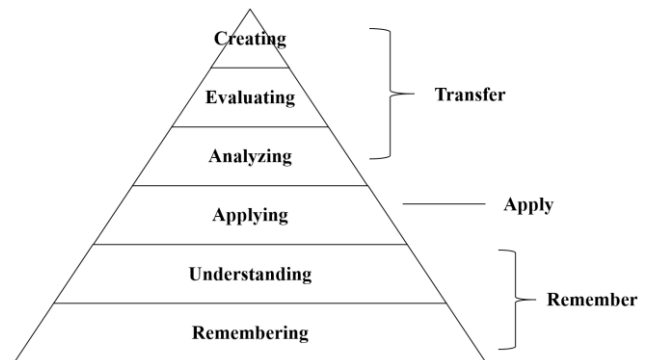 Creating
Evaluating
Transfer
Analyzing
Applying
Apply
Understanding
Remember
Remembering